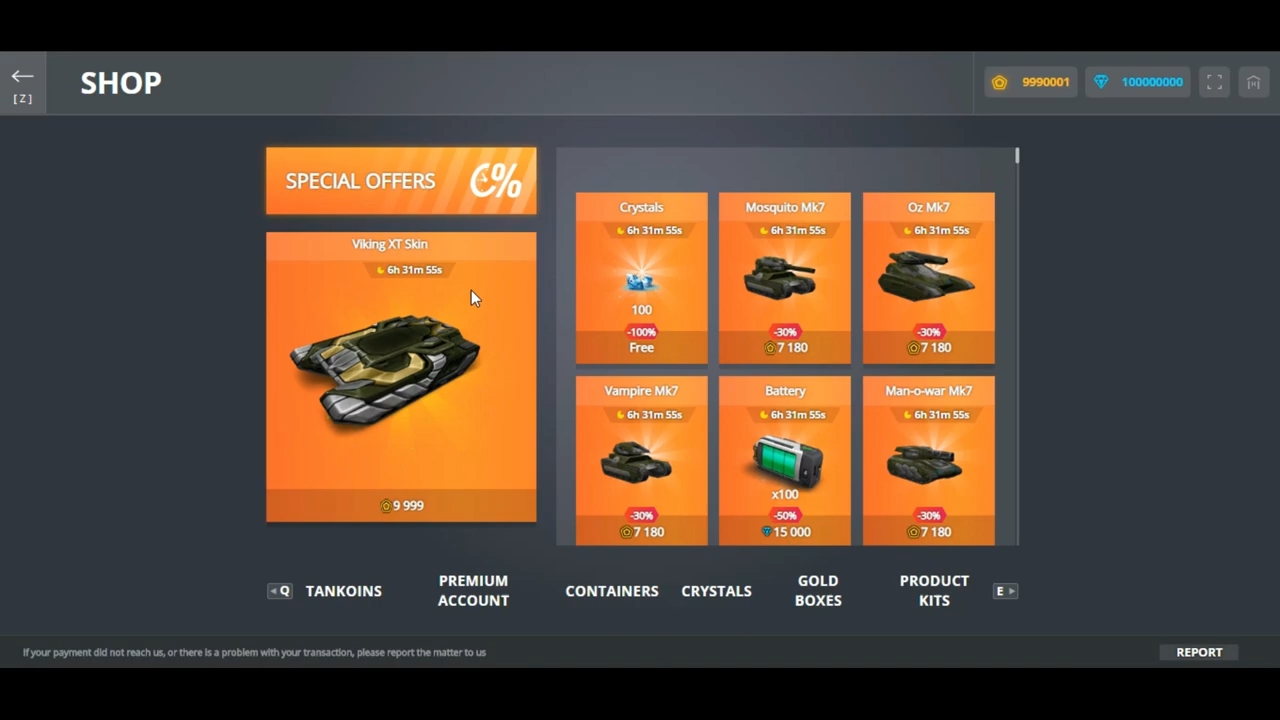 SHOP
[Z]
9990001
100000000
SPECIAL OFFERS
%
Viking XT Skin
6h 31m 55s
9 999
Crystals
6h 31m 55s
100
-100%
Free
Mosquito Mk7
6h 31m 55s
-30%
7 180
Oz Mk7
6h 31m 55s
-30%
7 180
Vampire Mk7
6h 31m 55s
-30%
7 180
Battery
6h 31m 55s
x100
-50%
15 000
Man-o-war Mk7
6h 31m 55s
-30%
7 180
Q
TANKOINS
PREMIUM
ACCOUNT
CONTAINERS
CRYSTALS
GOLD
BOXES
PRODUCT
KITS
E
If your payment did not reach us, or there is a problem with your transaction, please report the matter to us
REPORT